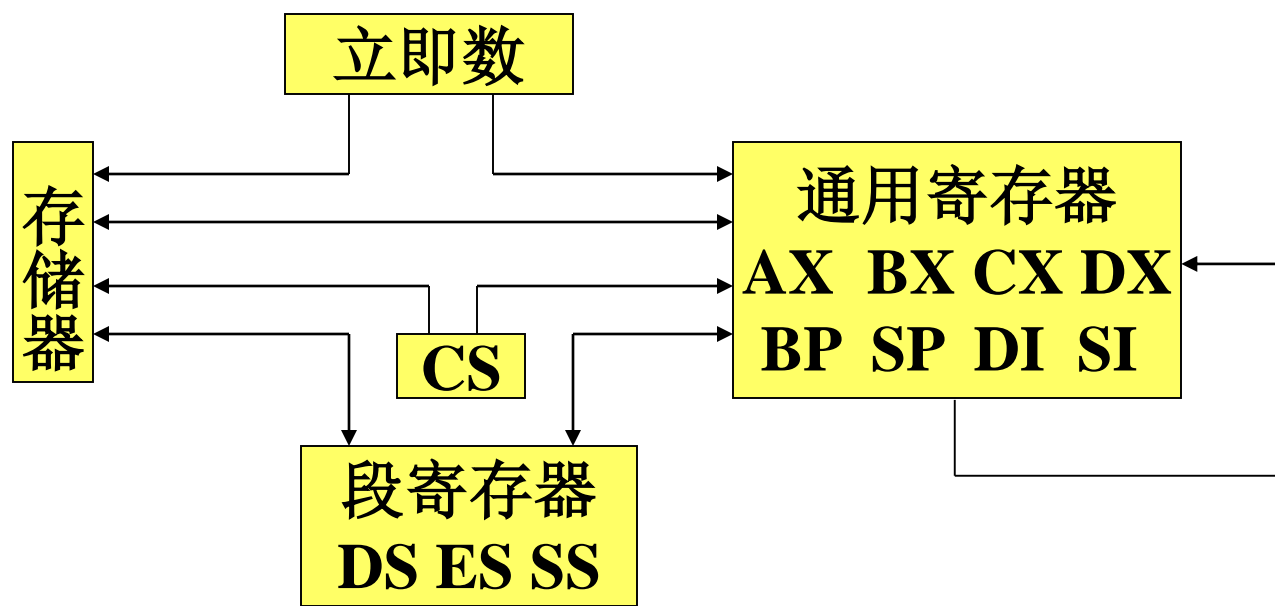 立即数
存储器
通用寄存器
AX BX CX DX
BP SP DI SI
CS
段寄存器
DS ES SS